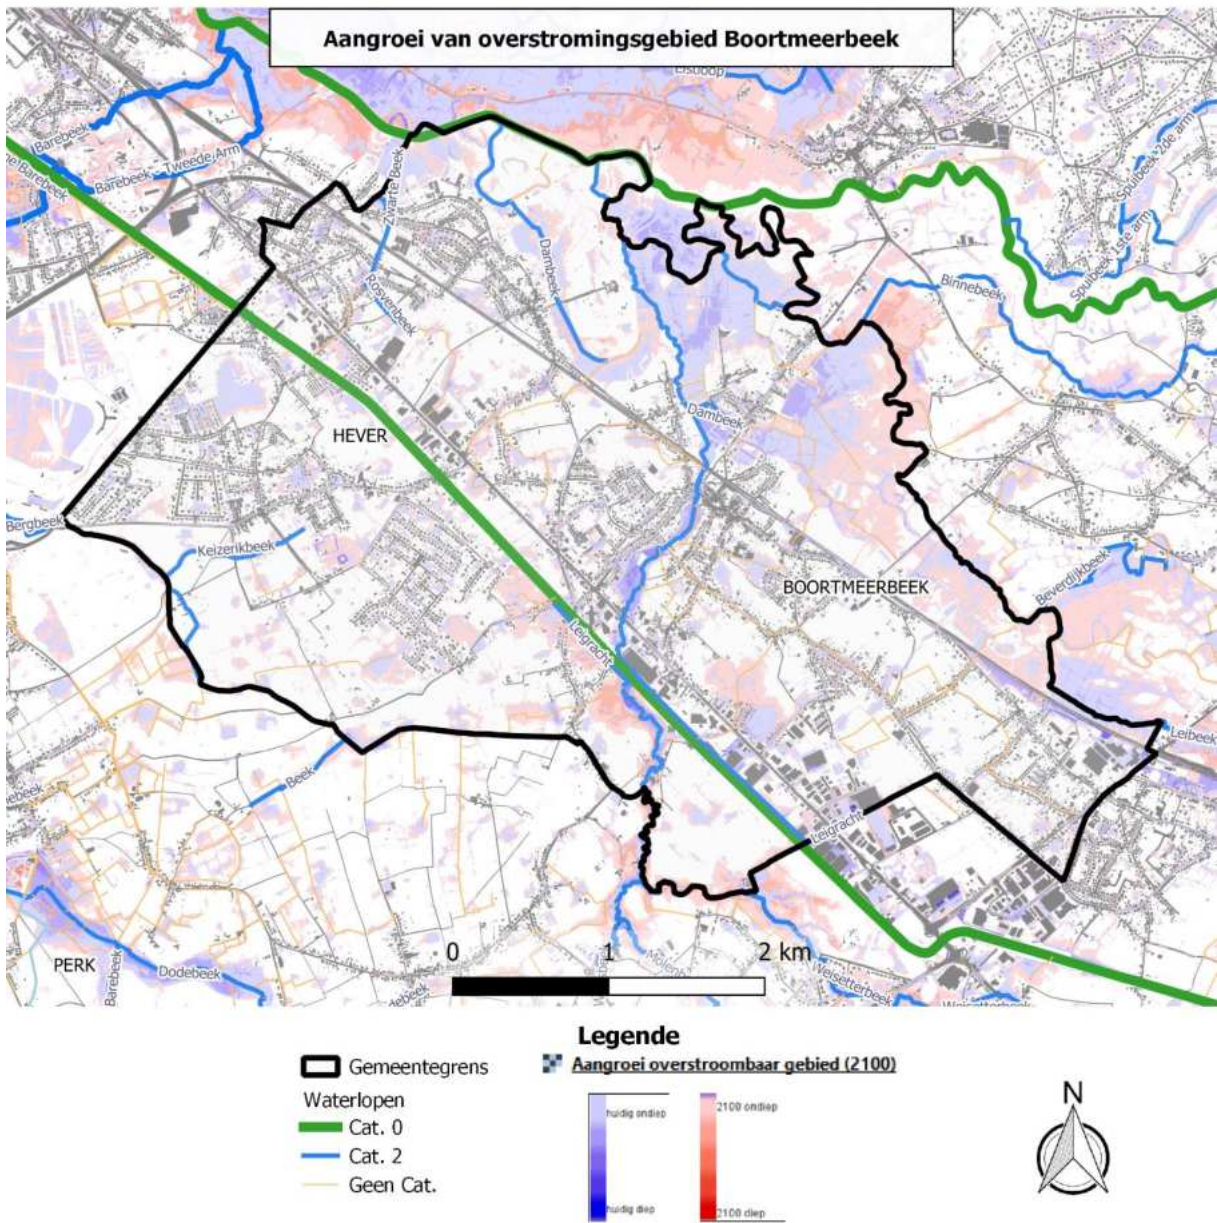 Aangroei van overstromingsgebied Boortmeerbeek
Barebeek
Barebeek - Tweede Arm
Zwarte Beek
Rosvenbeek
Dambeek
Spuibeek 2de arm
Spuibeek 1ste arm
Binnebeek
HEVER
Dambeek
Bergbeek
Keizerikbeek
BOORTMEERBEEK
Beverdijkbeek
Leigracht
Leibeek
Beek
Leigracht
PERK
Barebeek
Dodebeek
Weisetterbeek
Weisetterbeek
0 1 2 km
Legende
Gemeentegrens
Waterlopen
Cat. 0
Cat. 2
Geen Cat.
Aangroei overstroombaar gebied (2100)
huidig ondiep
huidig diep
2100 ondiep
2100 diep
N